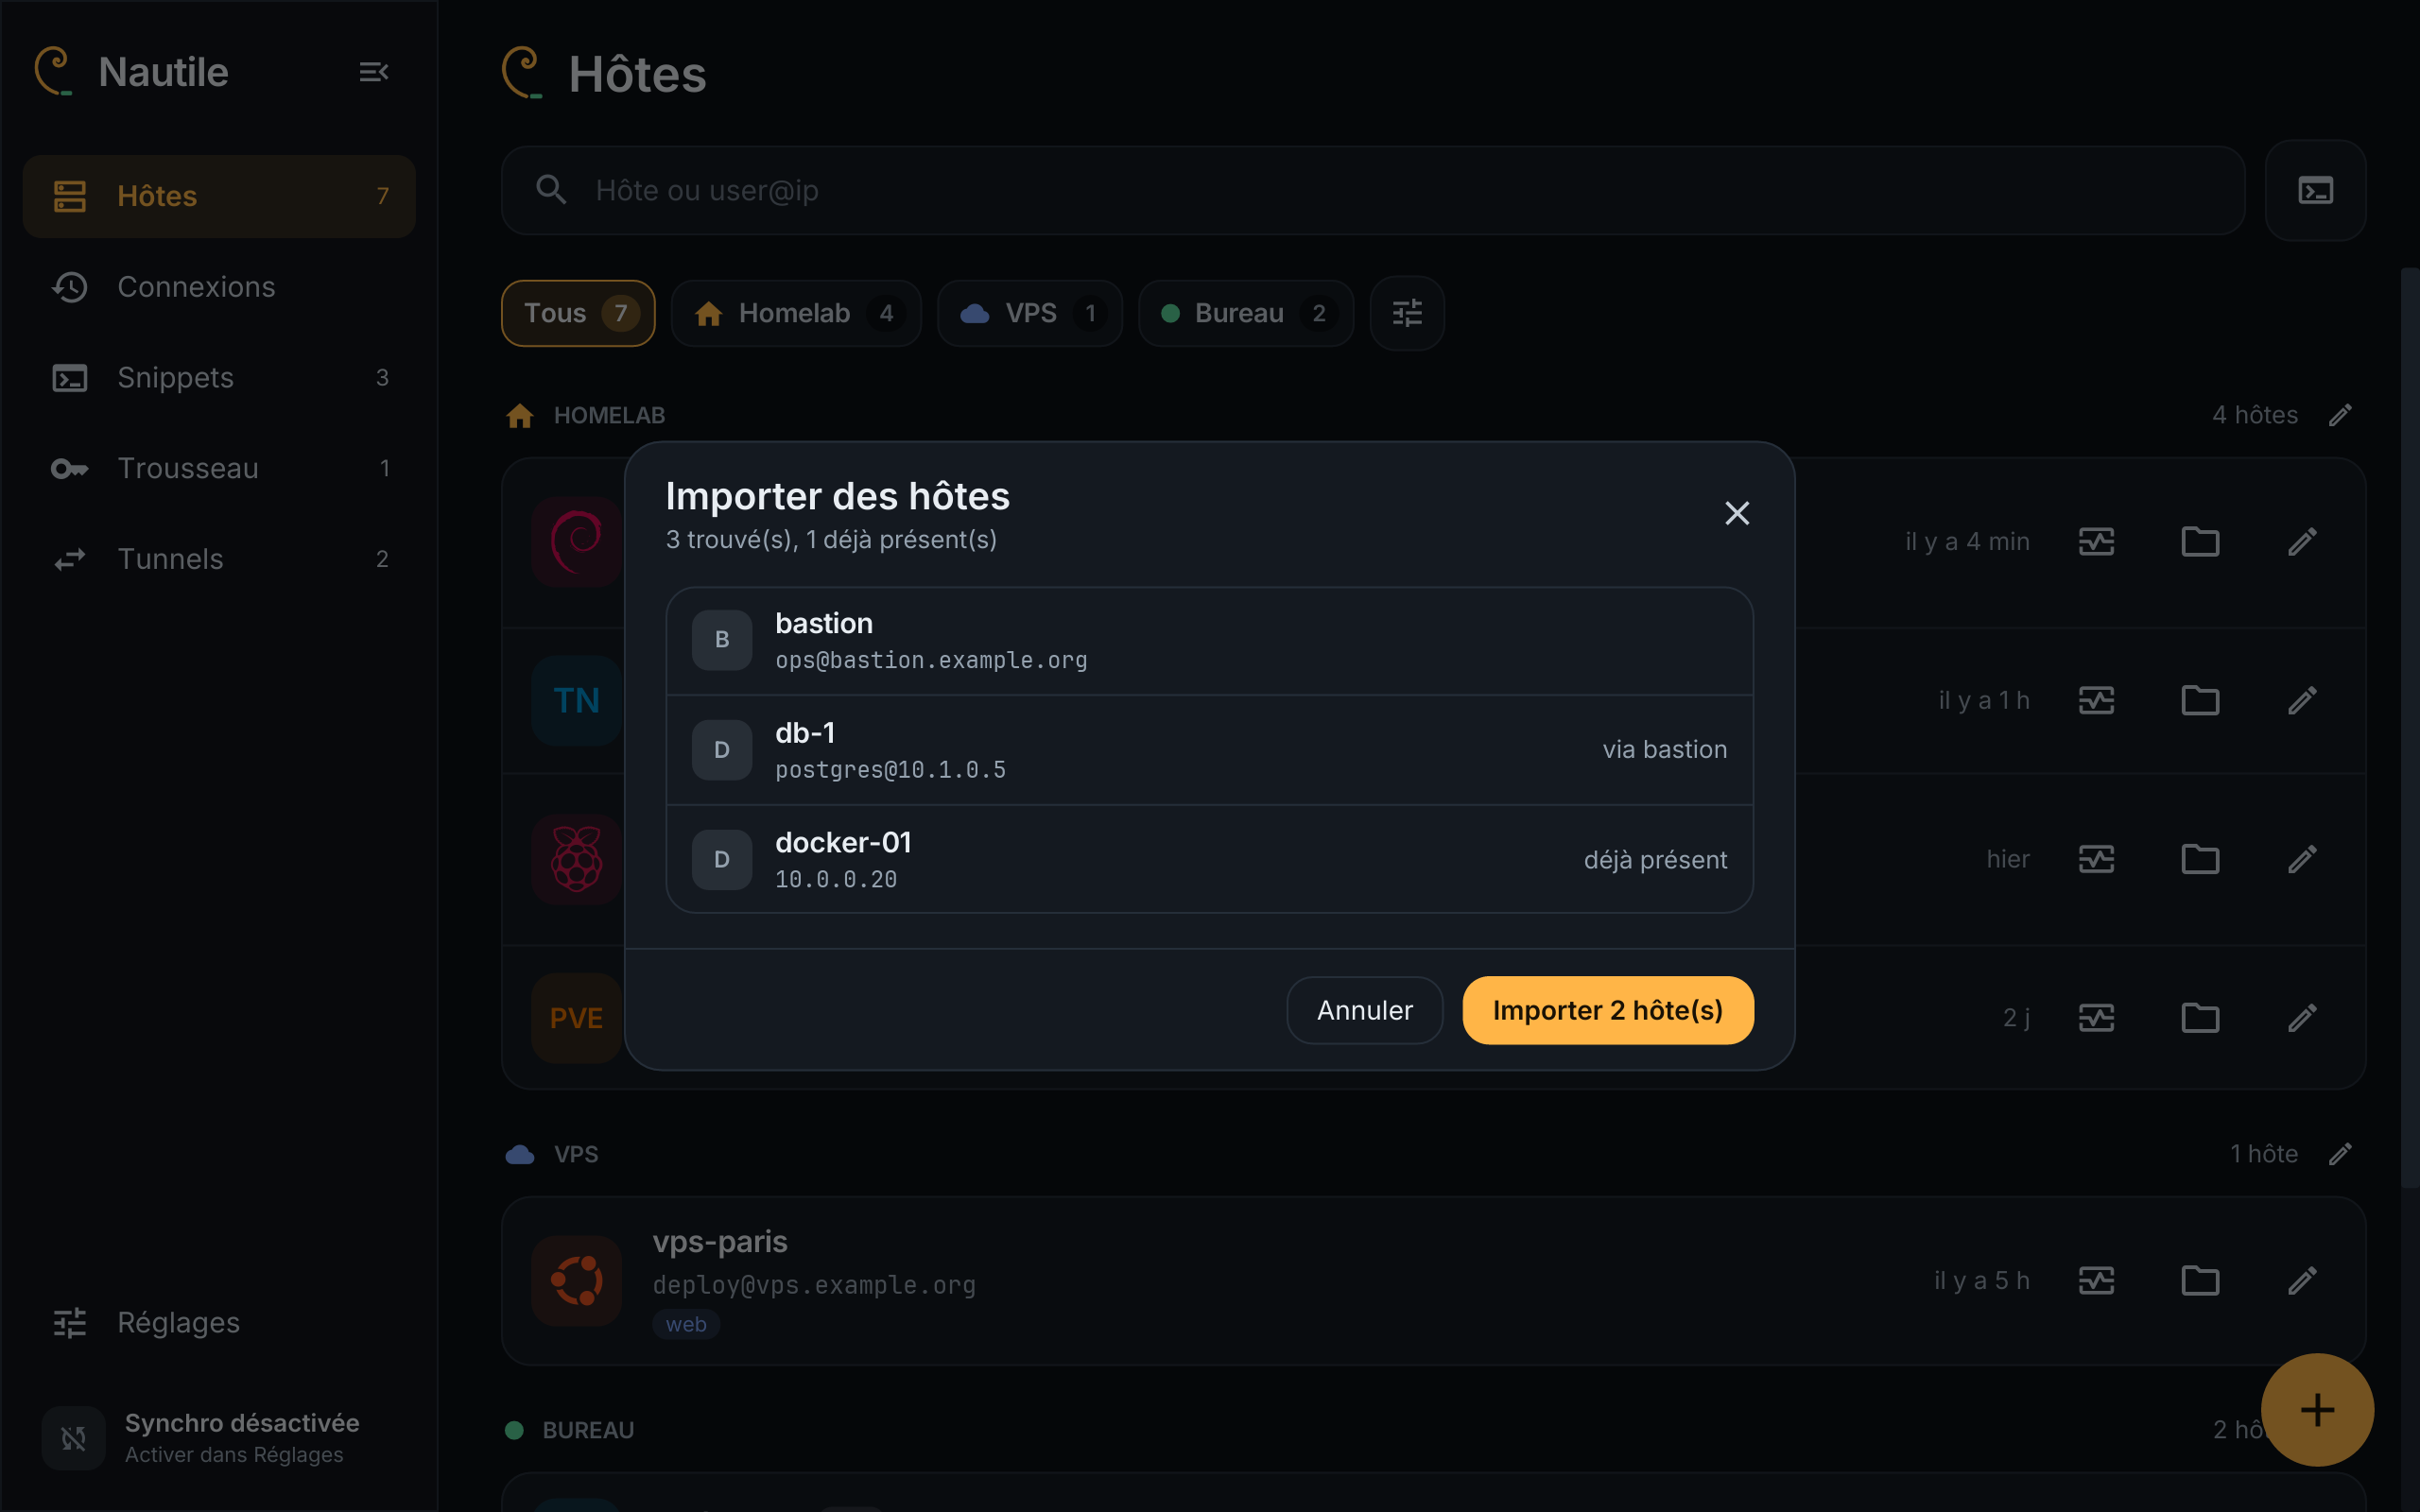 Nautile
Hôtes 7
Connexions
Snippets 3
Trousseau 1
Tunnels 2
Réglages
Synchro désactivée
Activer dans Réglages
Hôtes
Hôte ou user@ip
Tous 7
Homelab 4
VPS 1
Bureau 2
HOMELAB
4 hôtes
il y a 4 min
TN
il y a 1 h
hier
PVE
2 j
Importer des hôtes
3 trouvé(s), 1 déjà présent(s)
B
bastion
ops@bastion.example.org
D
db-1
postgres@10.1.0.5
via bastion
D
docker-01
10.0.0.20
déjà présent
Annuler
Importer 2 hôte(s)
VPS
1 hôte
vps-paris
deploy@vps.example.org
web
il y a 5 h
BUREAU
2 hô